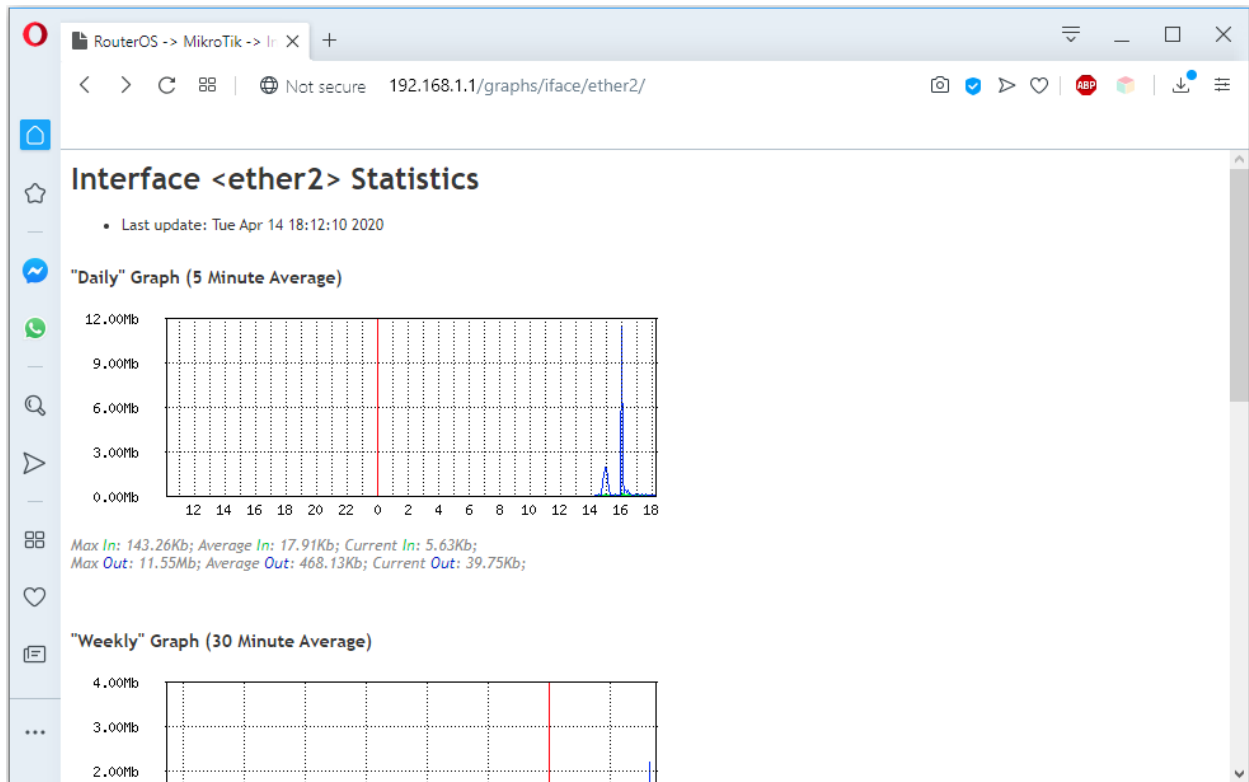 RouterOS -> MikroTik -> Ir
Not secure 192.168.1.1/graphs/iface/ether2/
ABP
Interface <ether2> Statistics
• Last update: Tue Apr 14 18:12:10 2020
"Daily" Graph (5 Minute Average)
12.00Mb
9.00Mb
6.00Mb
3.00Mb
0.00Mb
12 14 16 18 20 22 0 2 4 6 8 10 12 14 16 18
Max In: 143.26Kb; Average In: 17.91Kb; Current In: 5.63Kb;
Max Out: 11.55Mb; Average Out: 468.13Kb; Current Out: 39.75Kb;
"Weekly" Graph (30 Minute Average)
4.00Mb
3.00Mb
2.00Mb